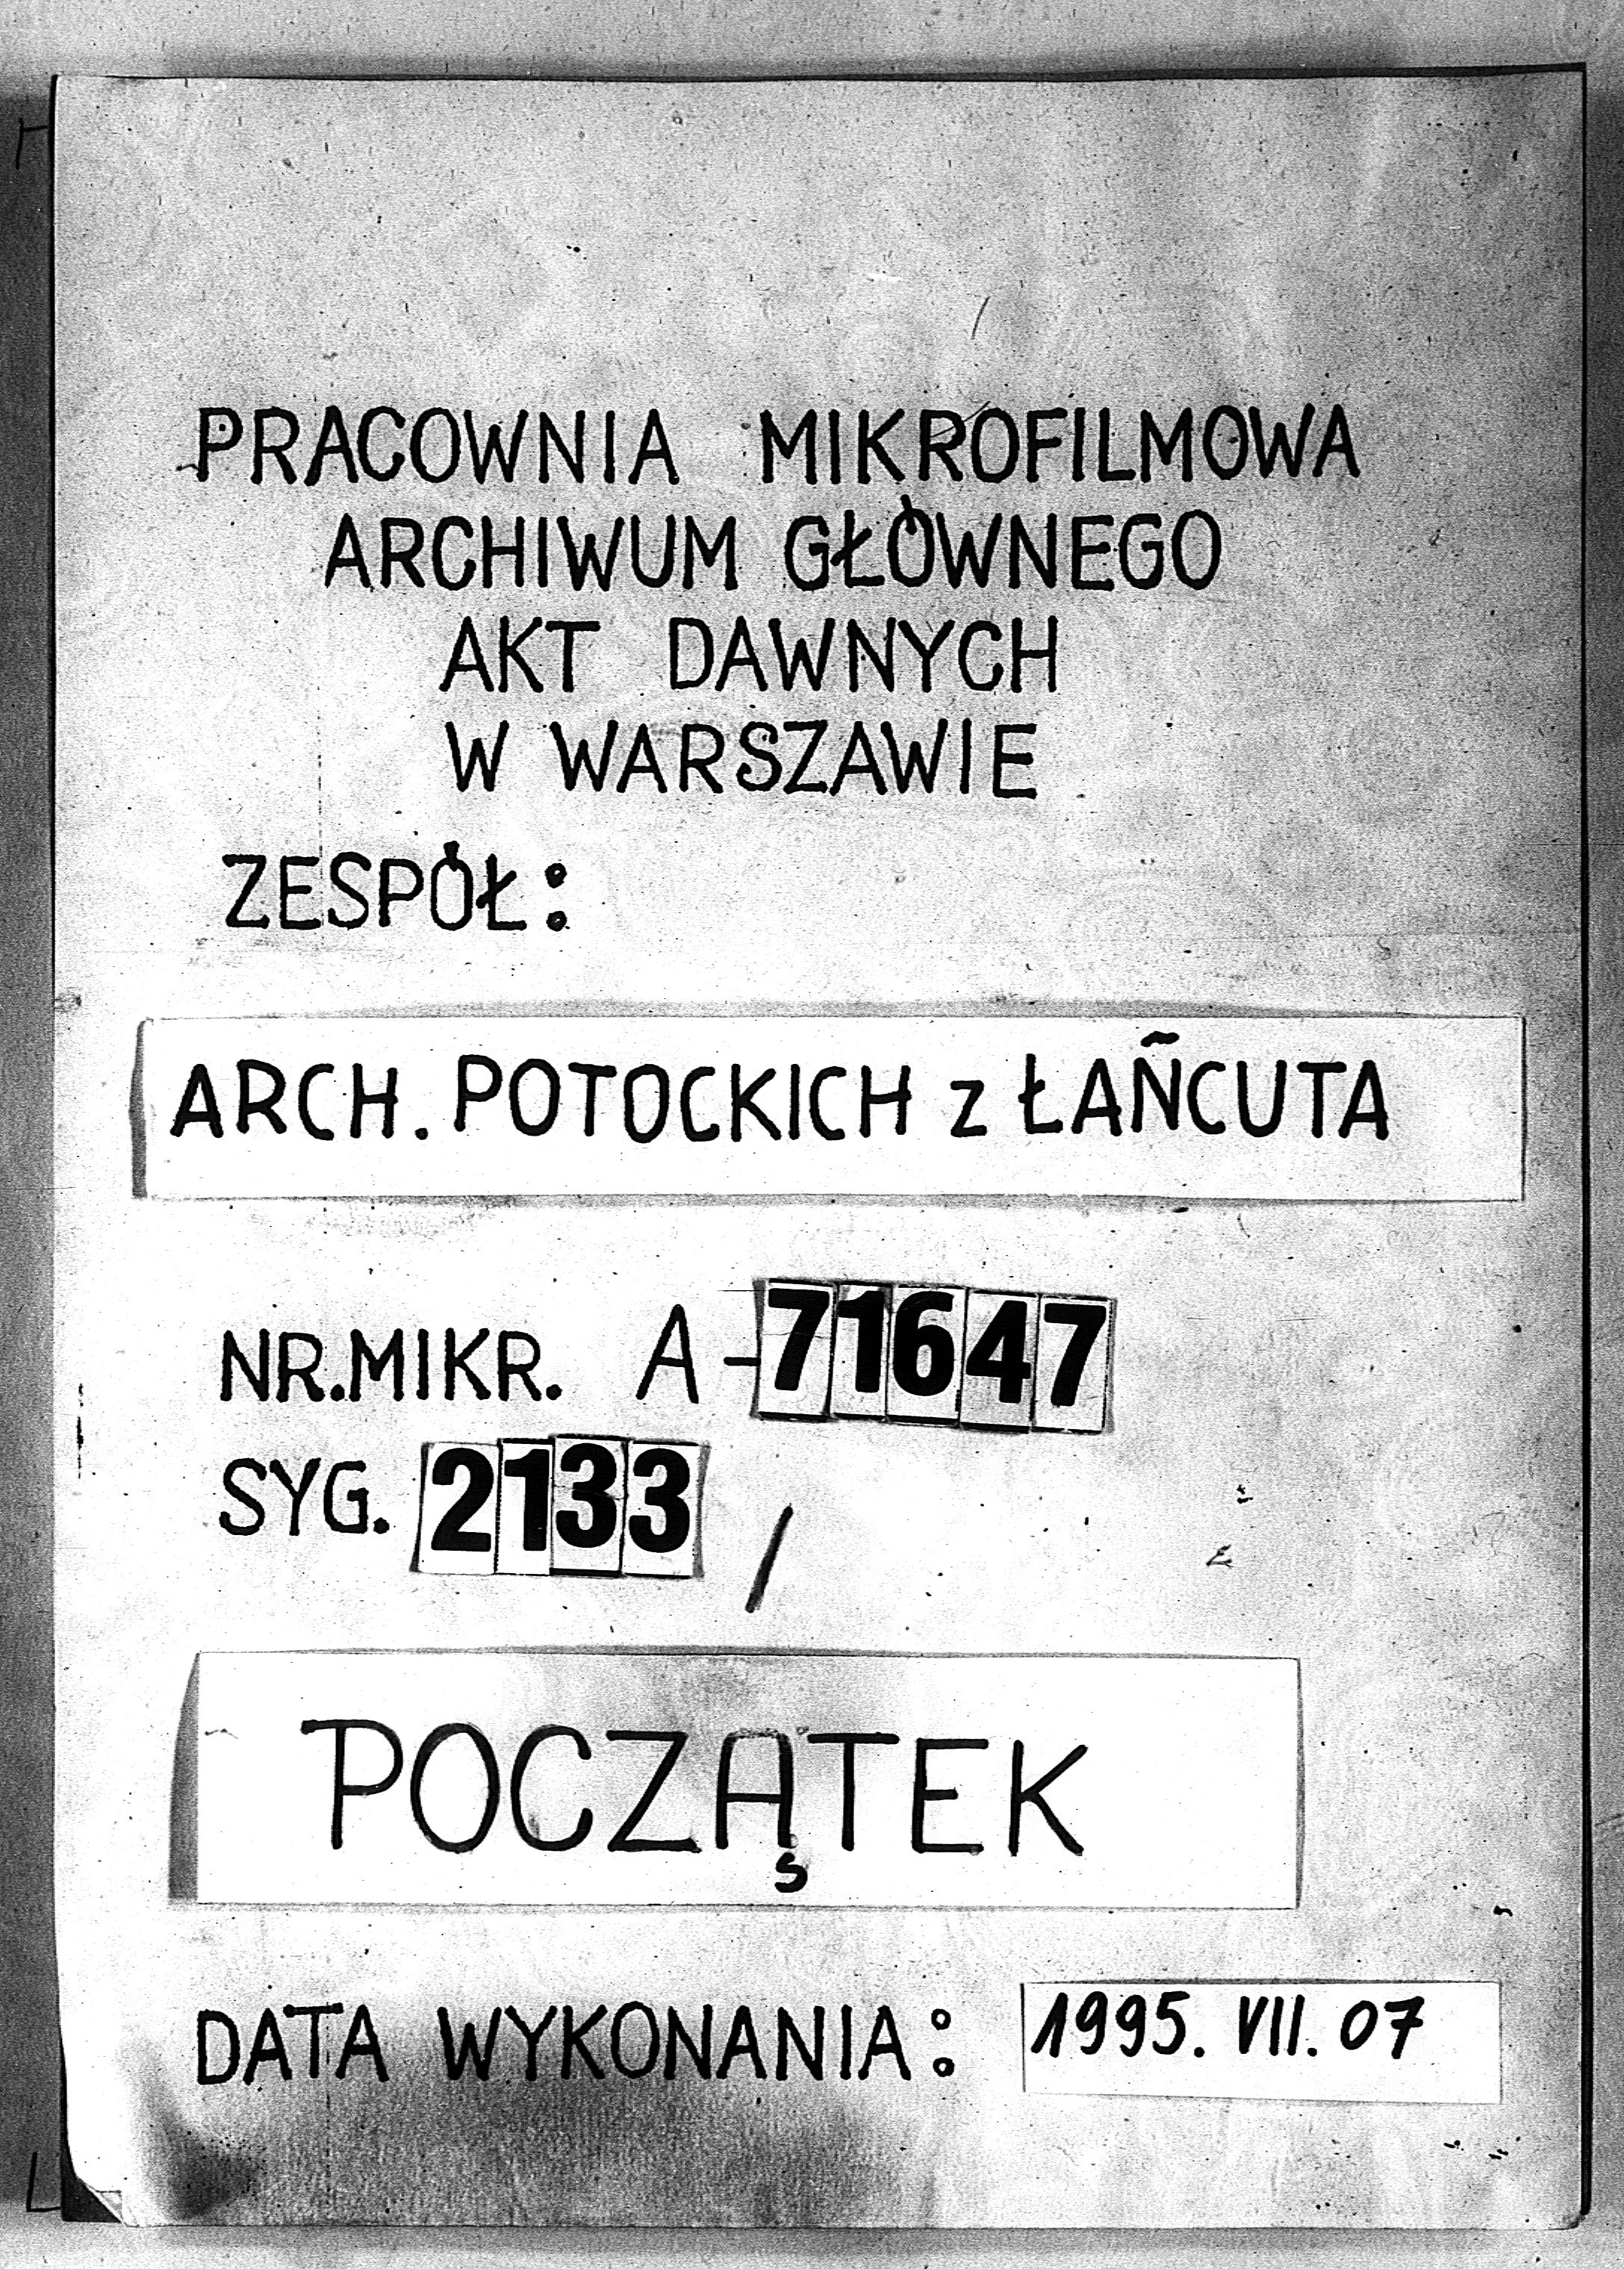 PRACOWNIA MIKROFILMOWA
ARCHIWUM GŁÓWNEGO
AKT DAWNYCH
W WARSZAWIE
ZESPÓŁ:
ARCH. POTOCKICH z ŁAŃCUTA
NR.MIKR. A-71647
SYG. 2133 /
POCZĄTEK
DATA WYKONANIA: 1995. VII. 07